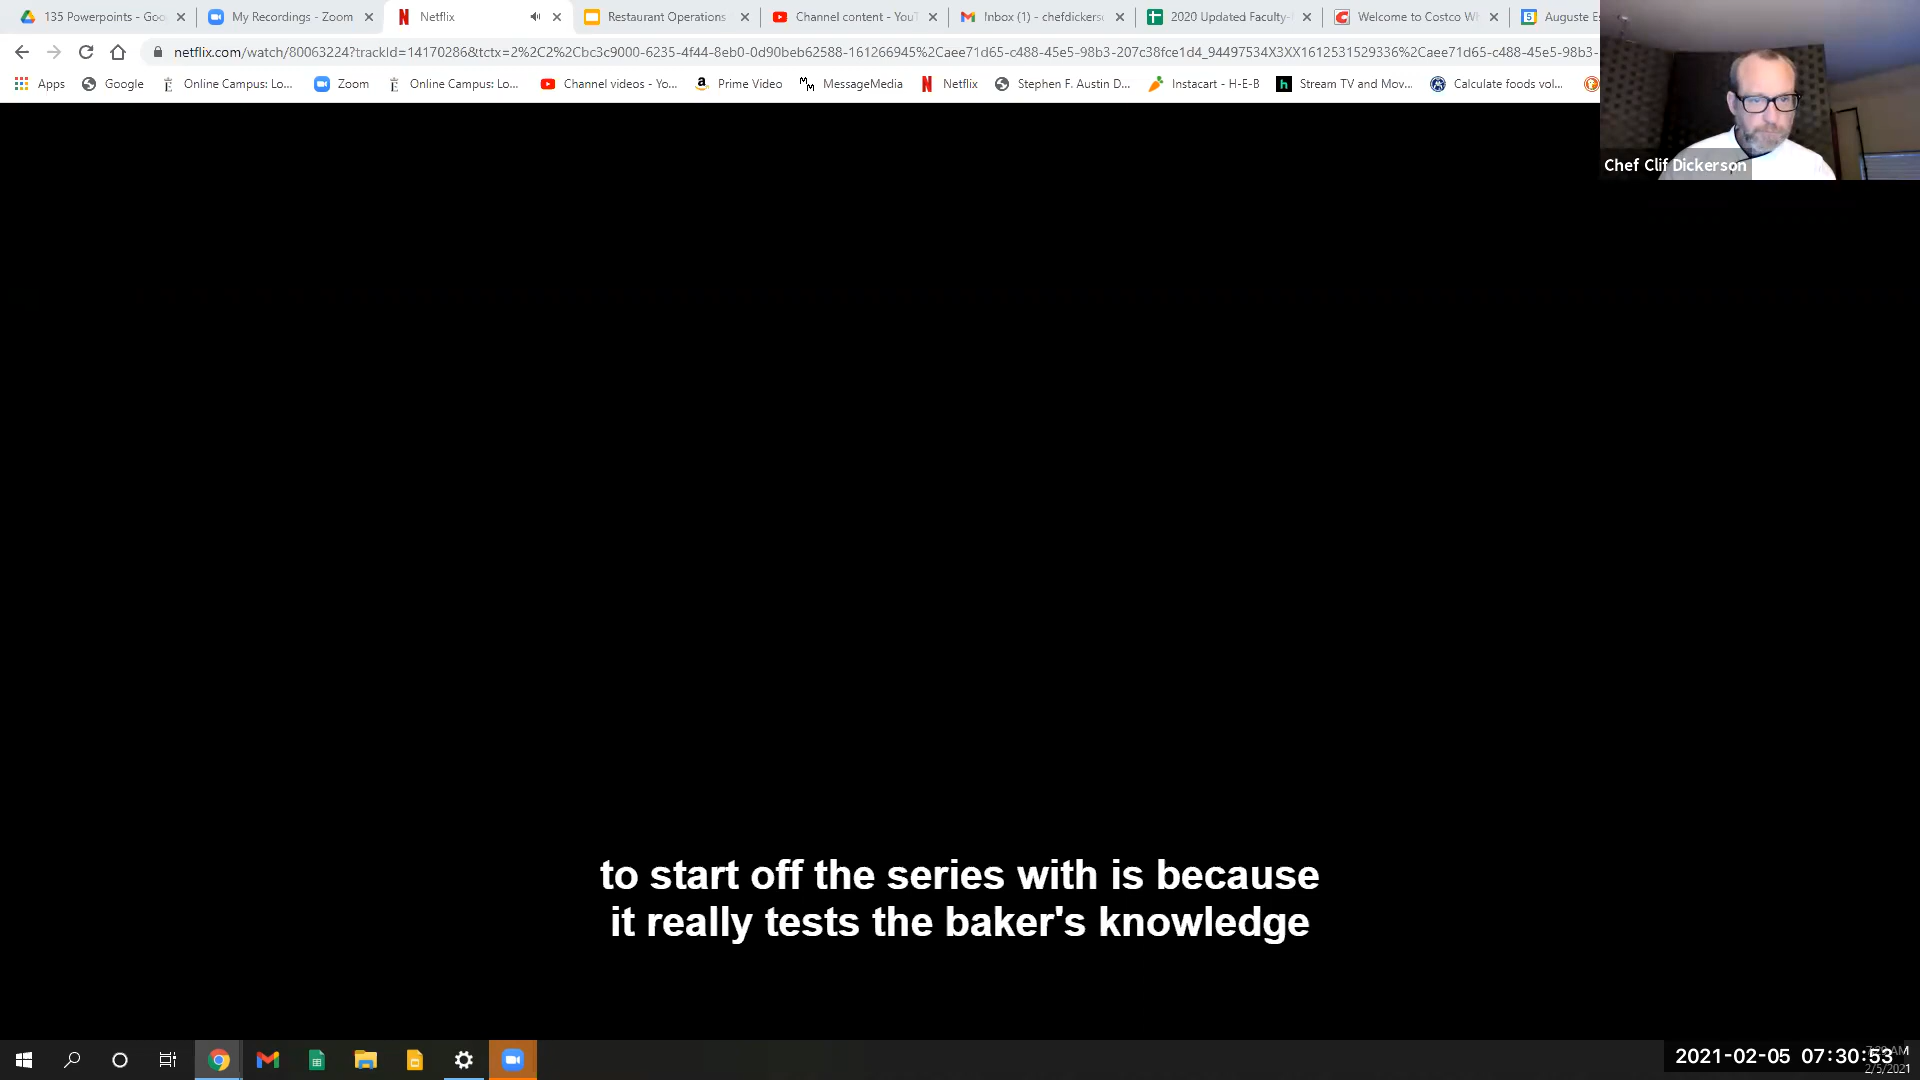 135 Powerpoints - Goo
My Recordings - Zoom
Netflix
Restaurant Operations
Channel content - YouT
Inbox (1) - chefdickers
2020 Updated Faculty-
Welcome to Costco Wh
Auguste Es
netflix.com/watch/80063224?trackId=14170286&tctx=2%2C2%2Cbc3c9000-6235-4f44-8eb0-0d90beb62588-161266945%2Caee71d65-c488-45e5-98b3-207c38fce1d4_94497534X3XX1612531529336%2Caee71d65-c488-45e5-98b3-
Apps
Google
Online Campus: Lo...
Zoom
Online Campus: Lo...
Channel videos - Yo...
Prime Video
MessageMedia
Netflix
Stephen F. Austin D...
Instacart - H-E-B
Stream TV and Mov...
Calculate foods vol...
Chef Clif Dickerson
to start off the series with is because
it really tests the baker's knowledge
2021-02-05 07:30:53
2/5/2021